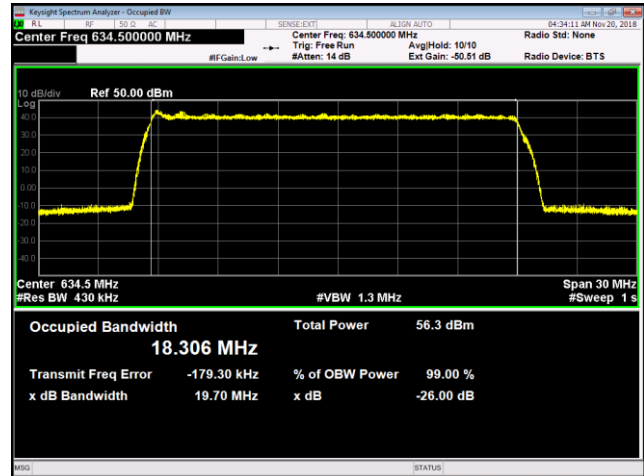 Keysight Spectrum Analyzer - Occupied BW
RL RF 50 Ω AC SENSE:EXT ALIGN AUTO 04:34:11 AM Nov 20, 2018
Center Freq 634.500000 MHz Center Freq: 634.500000 MHz Radio Std: None
Trig: Free Run Avg|Hold: 10/10
#IFGain:Low #Atten: 14 dB Ext Gain: -50.51 dB Radio Device: BTS
10 dB/div Ref 50.00 dBm
Log
40.0
30.0
20.0
10.0
0.00
-10.0
-20.0
-30.0
-40.0
Center 634.5 MHz Span 30 MHz
#Res BW 430 kHz #VBW 1.3 MHz #Sweep 1 s
Occupied Bandwidth Total Power 56.3 dBm
18.306 MHz
Transmit Freq Error -179.30 kHz % of OBW Power 99.00 %
x dB Bandwidth 19.70 MHz x dB -26.00 dB
MSG STATUS